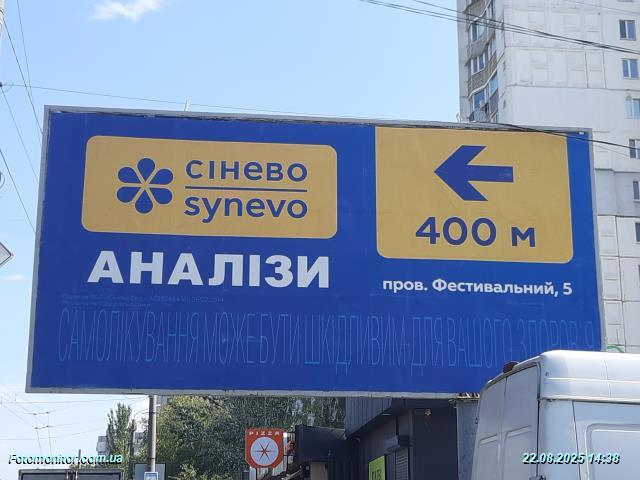 сінево
synevo
АНАЛІЗИ
400 м
пров. Фестивальний, 5
САМОЛІКУВАННЯ МОЖЕ БУТИ ШКІДЛИВИМ ДЛЯ ВАШОГО ЗДОРОВ'Я
PIZZA
Fotomonitor.com.ua
22.08.2025 14:38